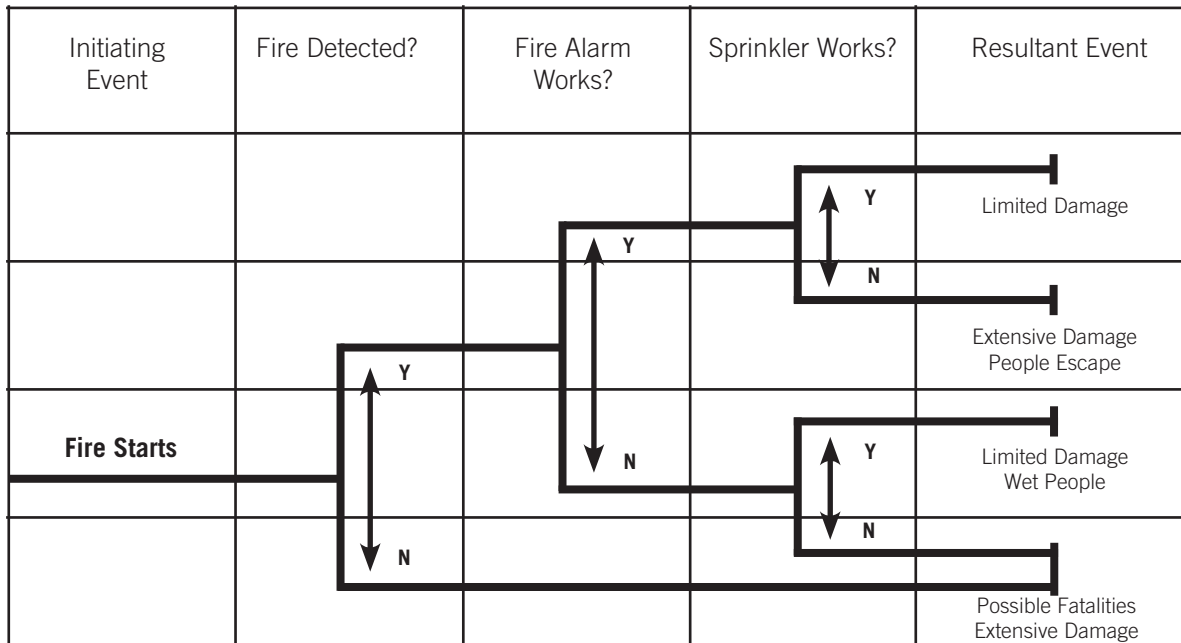 Initiating
Event
Fire Detected?
Fire Alarm
Works?
Sprinkler Works?
Resultant Event
Y
Limited Damage
Y
N
Extensive Damage
People Escape
Y
Fire Starts
Y
Limited Damage
Wet People
N
N
N
Possible Fatalities
Extensive Damage